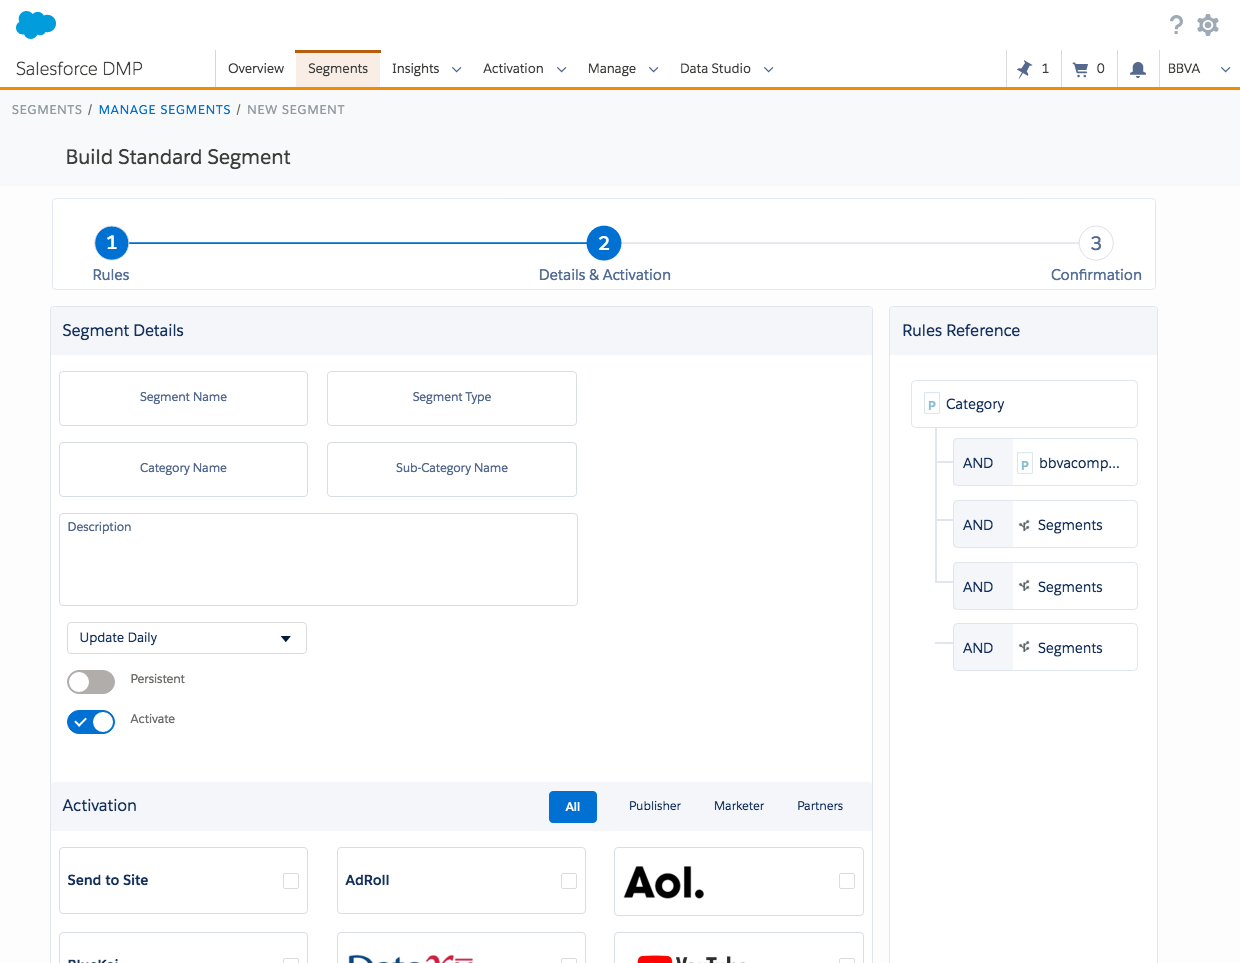 ?
Salesforce DMP
Overview Segments Insights Activation Manage Data Studio 1 0 BBVA
SEGMENTS / MANAGE SEGMENTS / NEW SEGMENT
Build Standard Segment
1 2 3
Rules Details & Activation Confirmation
Segment Details
Segment Name Segment Type
Category Name Sub-Category Name
Description
Update Daily
Persistent
Activate
Rules Reference
p Category
AND p bbvacomp...
AND Segments
AND Segments
AND Segments
Activation All Publisher Marketer Partners
Send to Site AdRoll Aol.
BlueKai YouTube